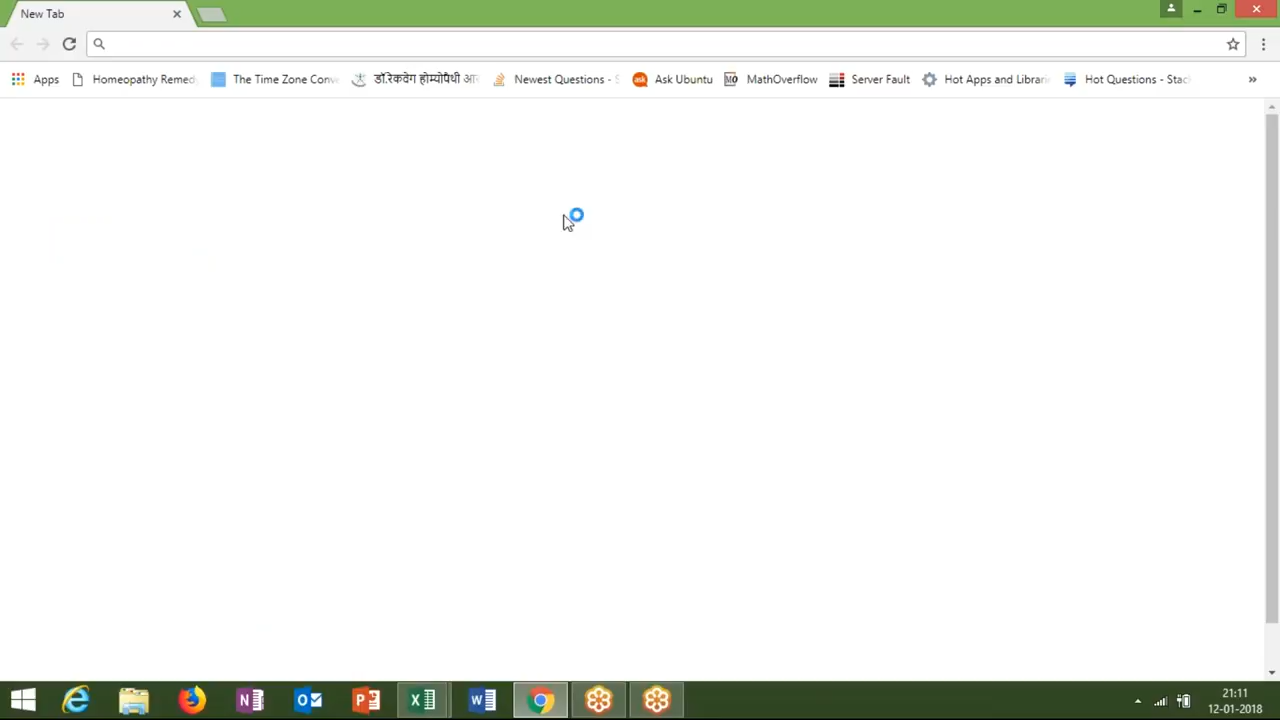 New Tab
Apps Homeopathy Remed The Time Zone Conv डॉ.रेकवेग होम्योपैथी आ Newest Questions - S Ask Ubuntu MathOverflow Server Fault Hot Apps and Librari Hot Questions - Stac »
21:11
12-01-2018